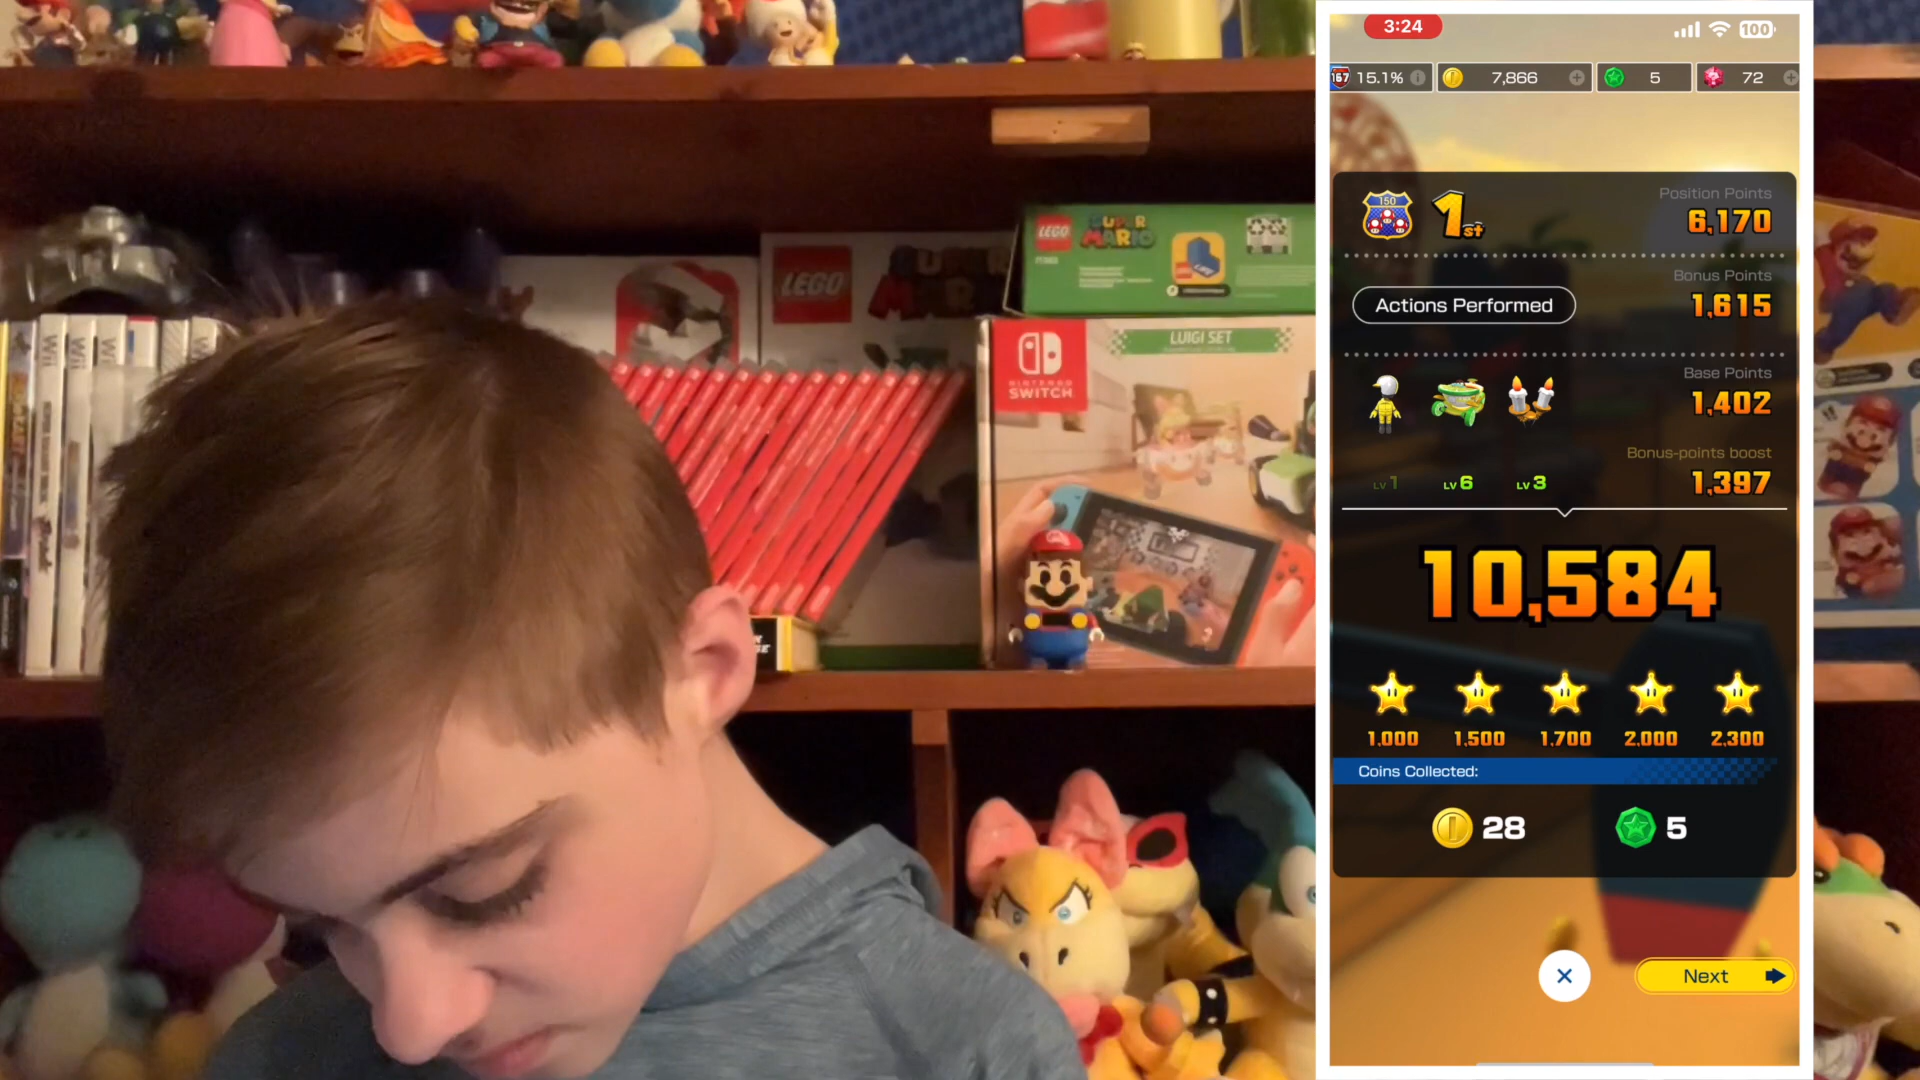 3:24
100
167 15.1%
7,866
5
72
150
1st
Position Points
6,170
Bonus Points
Actions Performed
1,615
Base Points
1,402
Bonus-points boost
LV 1
LV 6
LV 3
1,397
10,584
1,000
1,500
1,700
2,000
2,300
Coins Collected:
28
5
Next
LEGO
SUPER
MARIO
LEGO
LUIGI SET
NINTENDO
SWITCH
Wii
Wii
Wii